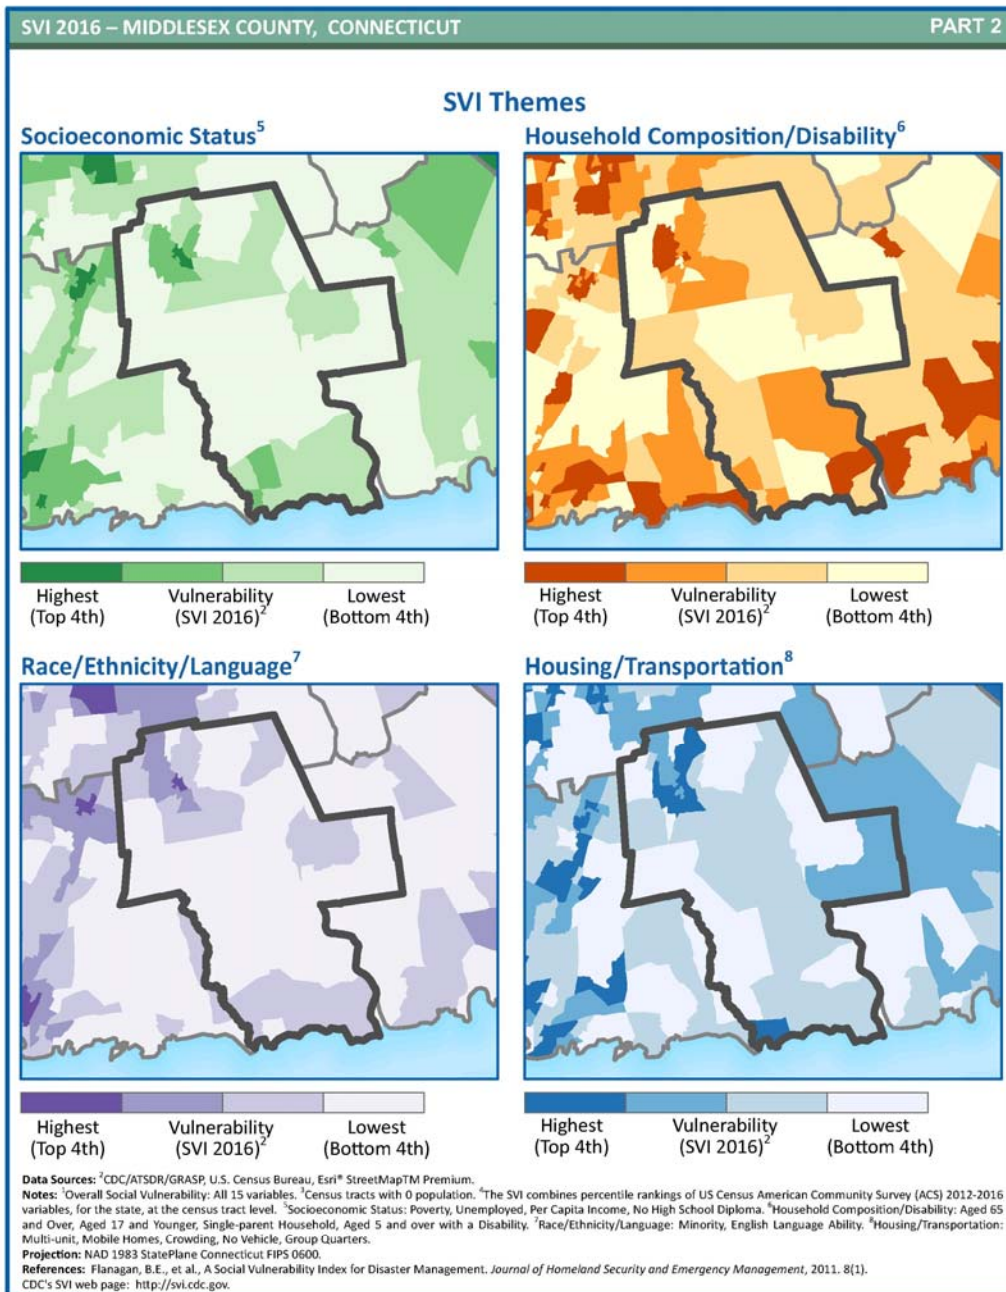 SVI 2016 – MIDDLESEX COUNTY, CONNECTICUT PART 2
SVI Themes
Socioeconomic Status5
Household Composition/Disability6
Highest (Top 4th)
Vulnerability (SVI 2016)2
Lowest (Bottom 4th)
Highest (Top 4th)
Vulnerability (SVI 2016)2
Lowest (Bottom 4th)
Race/Ethnicity/Language7
Housing/Transportation8
Highest (Top 4th)
Vulnerability (SVI 2016)2
Lowest (Bottom 4th)
Highest (Top 4th)
Vulnerability (SVI 2016)2
Lowest (Bottom 4th)
Data Sources: 2CDC/ATSDR/GRASP, U.S. Census Bureau, Esri® StreetMapTM Premium.
Notes: 1Overall Social Vulnerability: All 15 variables. 3Census tracts with 0 population. 4The SVI combines percentile rankings of US Census American Community Survey (ACS) 2012-2016
variables, for the state, at the census tract level. 5Socioeconomic Status: Poverty, Unemployed, Per Capita Income, No High School Diploma. 6Household Composition/Disability: Aged 65
and Over, Aged 17 and Younger, Single-parent Household, Aged 5 and over with a Disability. 7Race/Ethnicity/Language: Minority, English Language Ability. 8Housing/Transportation:
Multi-unit, Mobile Homes, Crowding, No Vehicle, Group Quarters.
Projection: NAD 1983 StatePlane Connecticut FIPS 0600.
References: Flanagan, B.E., et al., A Social Vulnerability Index for Disaster Management. Journal of Homeland Security and Emergency Management, 2011. 8(1).
CDC's SVI web page: http://svi.cdc.gov.